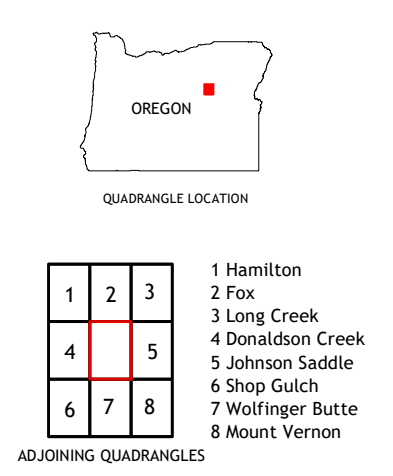 OREGON
QUADRANGLE LOCATION
1 2 3
4 5
6 7 8
ADJOINING QUADRANGLES
1 Hamilton
2 Fox
3 Long Creek
4 Donaldson Creek
5 Johnson Saddle
6 Shop Gulch
7 Wolfinger Butte
8 Mount Vernon